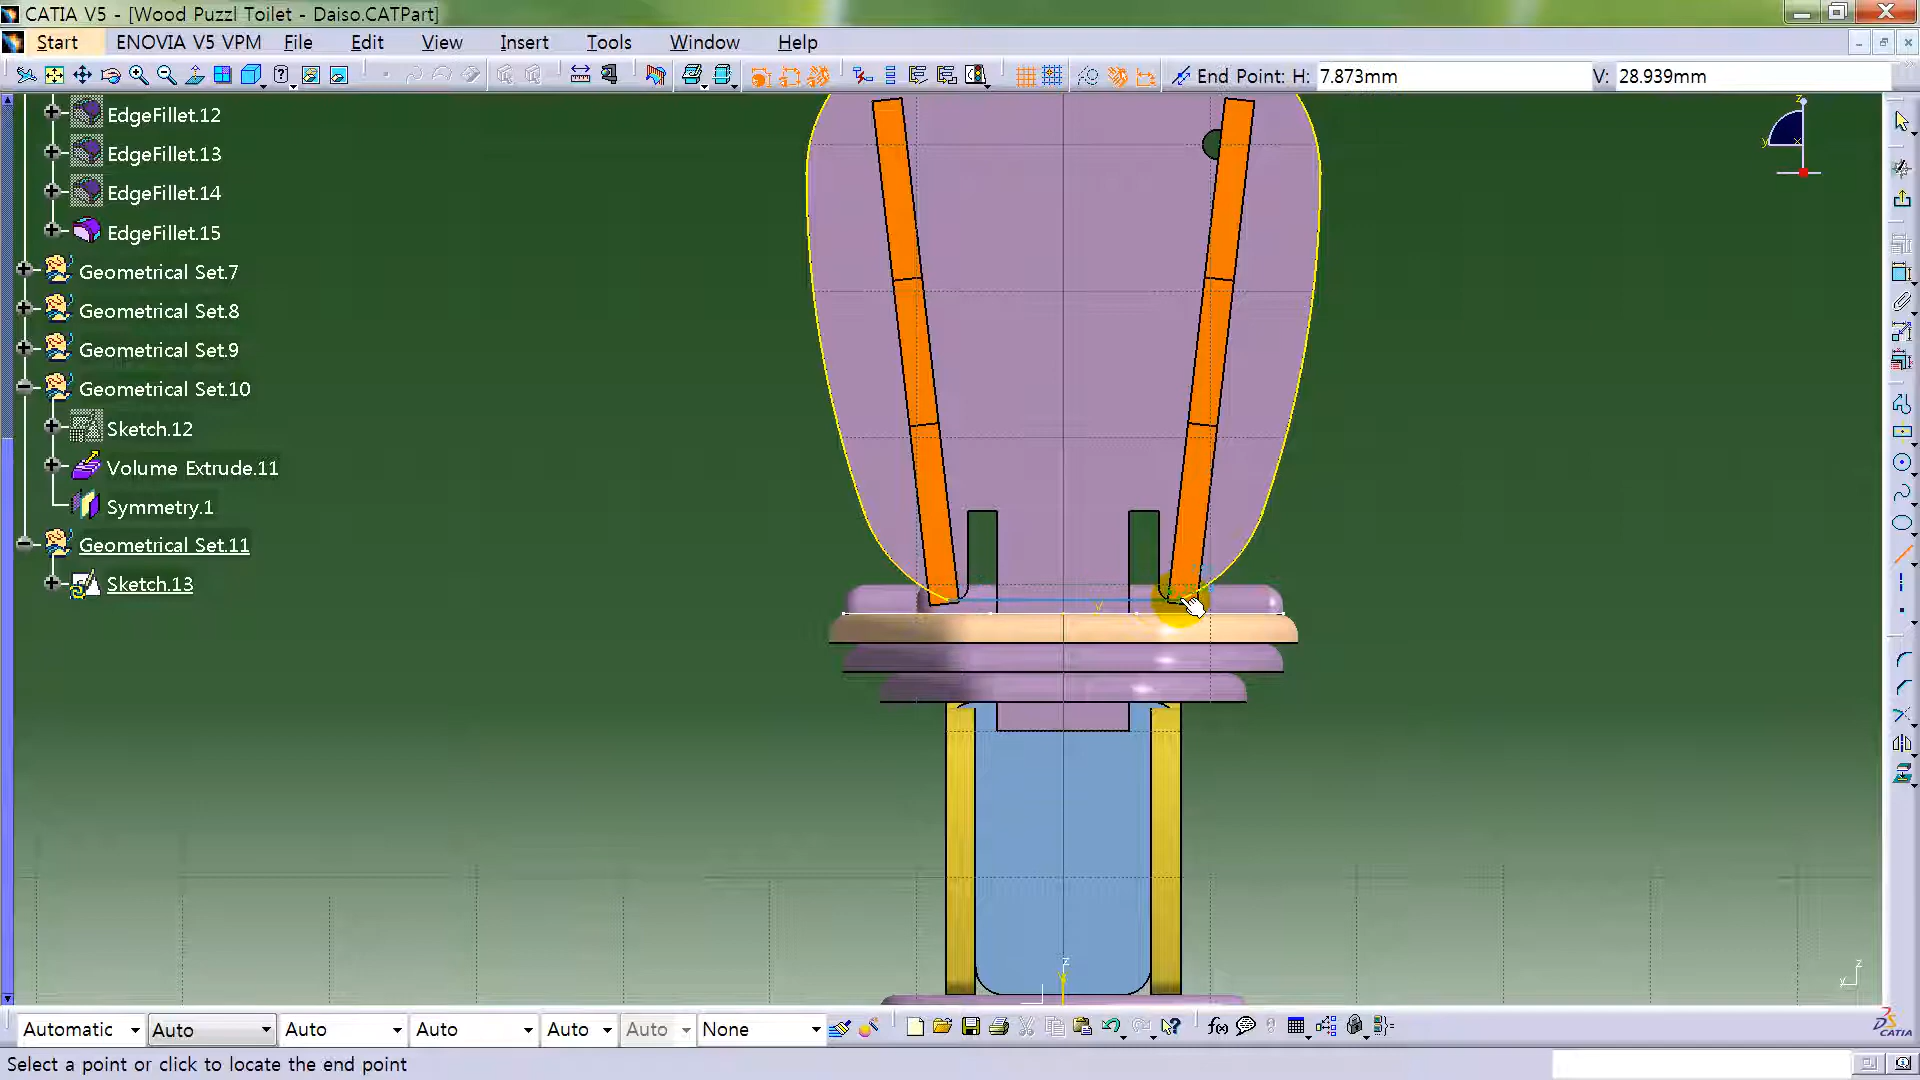 CATIA V5 - [Wood Puzzl Toilet - Daiso.CATPart]
Start ENOVIA V5 VPM File Edit View Insert Tools Window Help
End Point: H: 7.873mm V: 28.939mm
EdgeFillet.12
EdgeFillet.13
EdgeFillet.14
EdgeFillet.15
Geometrical Set.7
Geometrical Set.8
Geometrical Set.9
Geometrical Set.10
Sketch.12
Volume Extrude.11
Symmetry.1
Geometrical Set.11
Sketch.13
z
y
x
v
z
y
z
y
Automatic Auto Auto Auto Auto Auto None
CATIA
Select a point or click to locate the end point